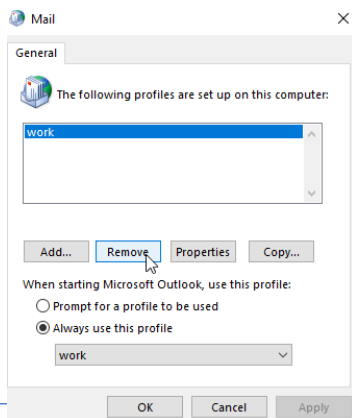 Mail
General
The following profiles are set up on this computer:
work
Add... Remove Properties Copy...
When starting Microsoft Outlook, use this profile:
Prompt for a profile to be used
Always use this profile
work
OK Cancel Apply